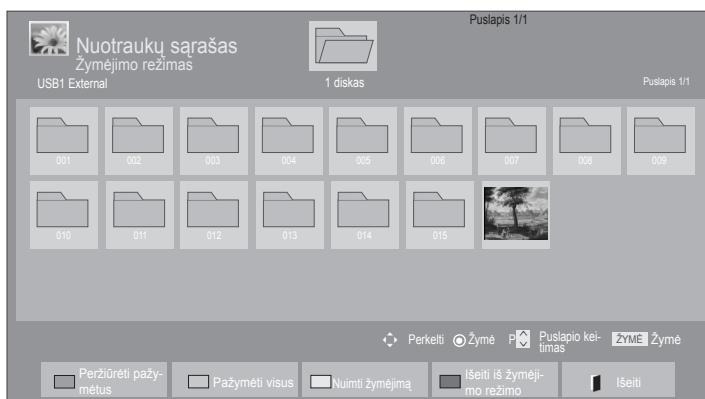 Puslapis 1/1
Nuotraukų sąrašas
Žymėjimo režimas
USB1 External
1 diskas
Puslapis 1/1
001 002 003 004 005 006 007 008 009
010 011 012 013 014 015
Perkelti Žymė P Puslapio kei-
timas ŽYMĖ Žymė
Peržiūrėti pažy-
mėtus
Pažymėti visus
Nuimti žymėjimą
Išeiti iš žymėji-
mo režimo
Išeiti